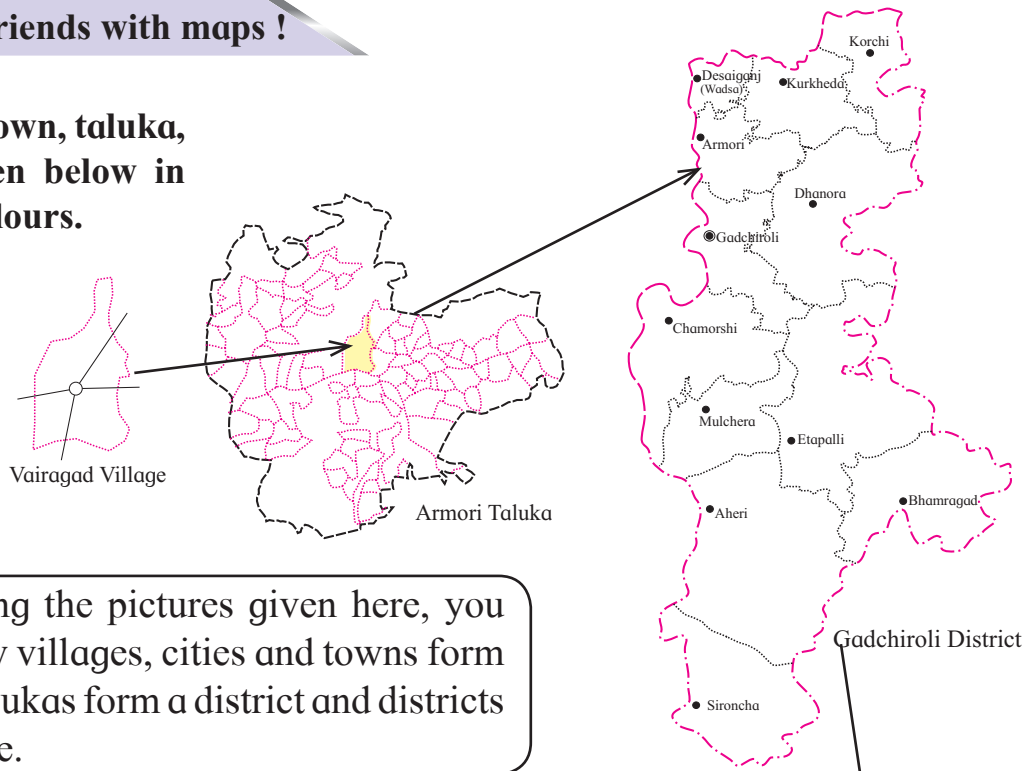 riends with maps !
own, taluka,
en below in
lours.
Vairagad Village
Armori Taluka
Korchi
Desaiganj
(Wadsa)
Kurkheda
Armori
Dhanora
Gadchiroli
Chamorshi
Mulchera
Etapalli
Bhamragad
Aheri
Sironcha
Gadchiroli District
ng the pictures given here, you
y villages, cities and towns form
lukas form a district and districts
e.